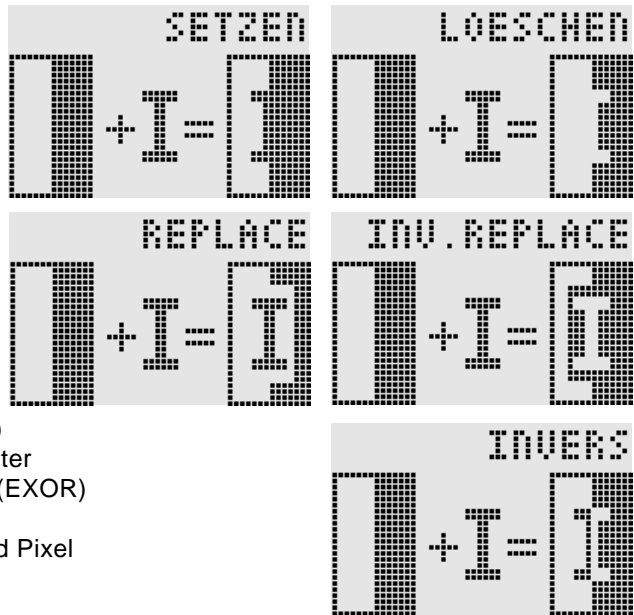 SETZEN
LOESCHEN
+ I =
+ I =
REPLACE
INV.REPLACE
+ I =
+ I =
)
ter
(EXOR)
d Pixel
INVERS
+ I =